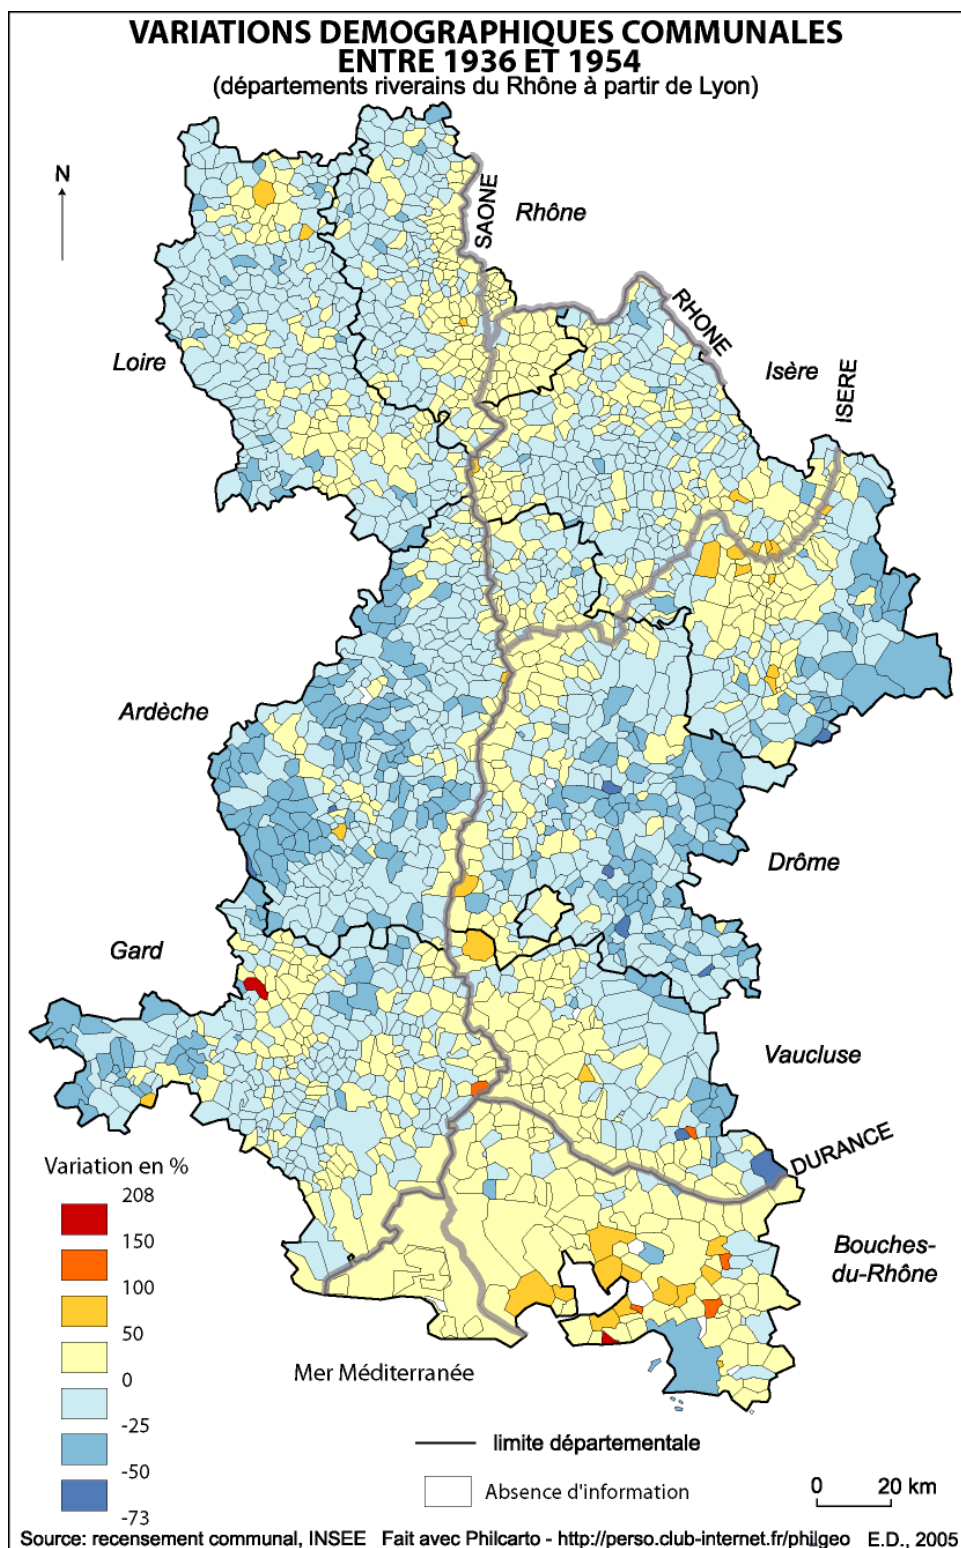 VARIATIONS DEMOGRAPHIQUES COMMUNALES
ENTRE 1936 ET 1954
(départements riverains du Rhône à partir de Lyon)
N
SAONE
Rhône
RHONE
Loire
Isère
ISERE
Ardèche
Drôme
Gard
Vaucluse
DURANCE
Bouches-
du-Rhône
Mer Méditerranée
Variation en %
208
150
100
50
0
-25
-50
-73
limite départementale
Absence d'information
0 20 km
Source: recensement communal, INSEE Fait avec Philcarto - http://perso.club-internet.fr/philgeo E.D., 2005